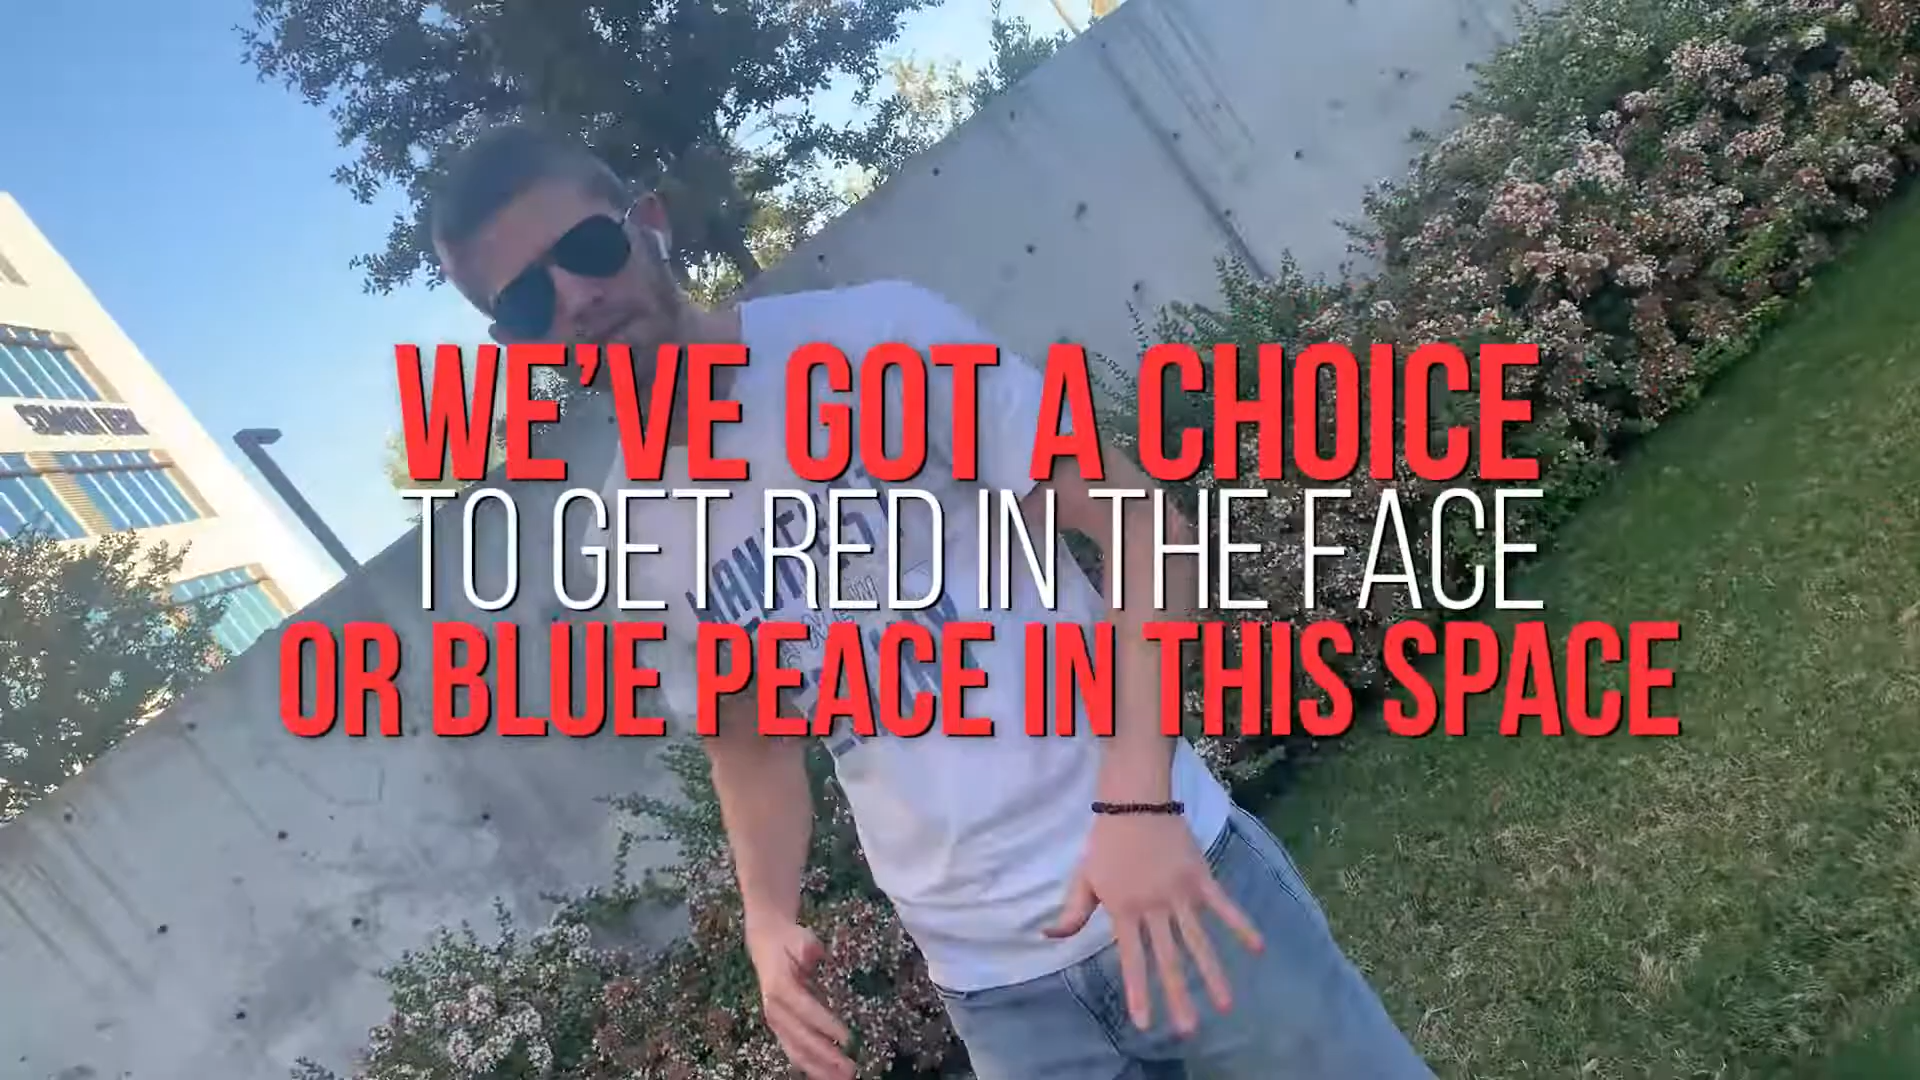 WE'VE GOT A CHOICE
TO GET RED IN THE FACE
OR BLUE PEACE IN THIS SPACE